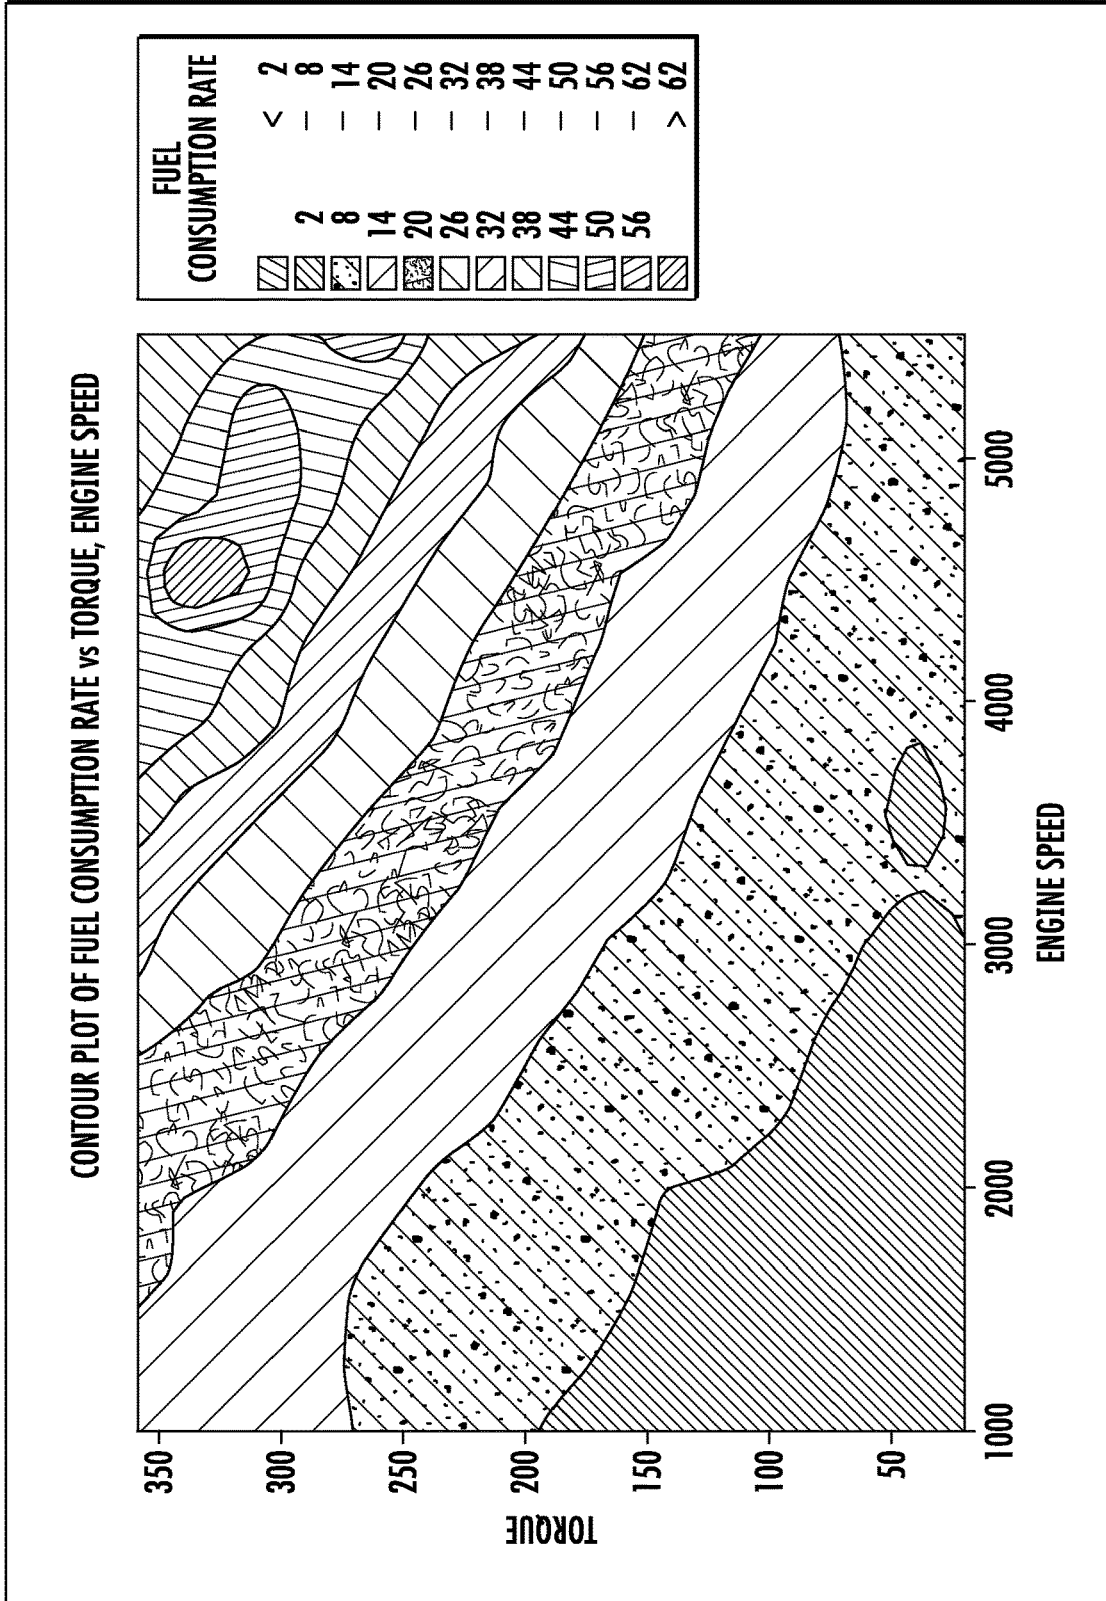 CONTOUR PLOT OF FUEL CONSUMPTION RATE vs TORQUE, ENGINE SPEED
FUEL
CONSUMPTION RATE
< 2
2 – 8
8 – 14
14 – 20
20 – 26
26 – 32
32 – 38
38 – 44
44 – 50
50 – 56
56 – 62
> 62
TORQUE
350
300
250
200
150
100
50
1000 2000 3000 4000 5000
ENGINE SPEED